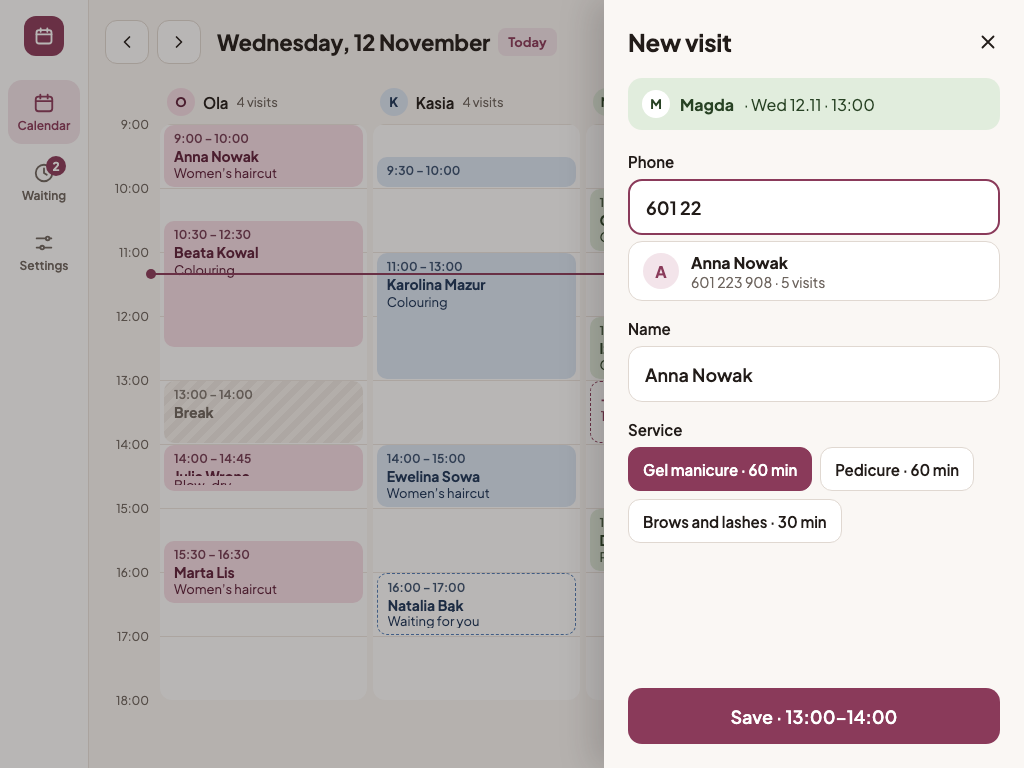 Wednesday, 12 November
Today
Calendar
2
Waiting
Settings
O Ola 4 visits
K Kasia 4 visits
9:00
10:00
11:00
12:00
13:00
14:00
15:00
16:00
17:00
18:00
9:00 – 10:00
Anna Nowak
Women's haircut
10:30 – 12:30
Beata Kowal
Colouring
13:00 – 14:00
Break
14:00 – 14:45
Blow-dry
15:30 – 16:30
Marta Lis
Women's haircut
9:30 – 10:00
11:00 – 13:00
Karolina Mazur
Colouring
14:00 – 15:00
Ewelina Sowa
Women's haircut
16:00 – 17:00
Natalia Bąk
Waiting for you
New visit
M Magda · Wed 12.11 · 13:00
Phone
601 22
A Anna Nowak
601 223 908 · 5 visits
Name
Anna Nowak
Service
Gel manicure · 60 min
Pedicure · 60 min
Brows and lashes · 30 min
Save · 13:00–14:00